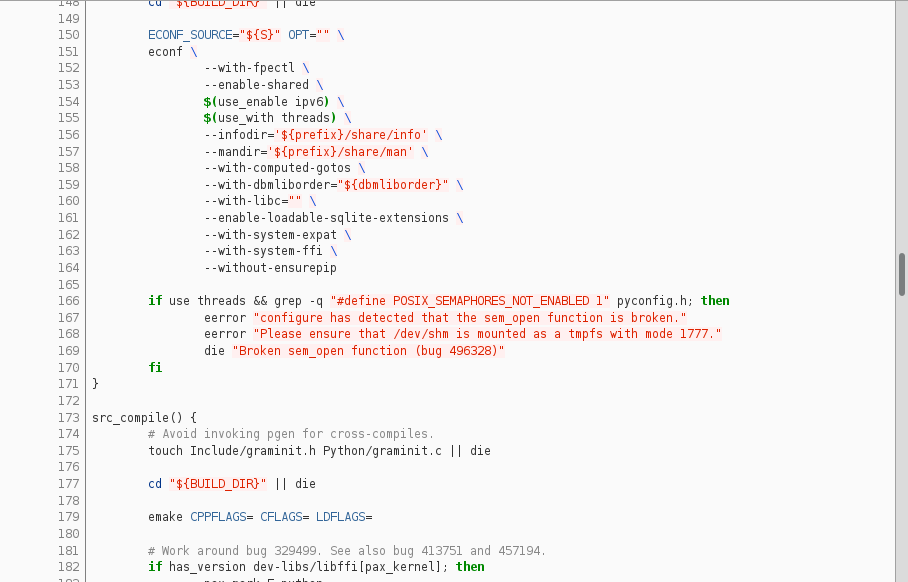 148 cd "${BUILD_DIR}" || die
149
150 ECONF_SOURCE="${S}" OPT="" \
151 econf \
152 --with-fpectl \
153 --enable-shared \
154 $(use_enable ipv6) \
155 $(use_with threads) \
156 --infodir='${prefix}/share/info' \
157 --mandir='${prefix}/share/man' \
158 --with-computed-gotos \
159 --with-dbmliborder="${dbmliborder}" \
160 --with-libc="" \
161 --enable-loadable-sqlite-extensions \
162 --with-system-expat \
163 --with-system-ffi \
164 --without-ensurepip
165
166 if use threads && grep -q "#define POSIX_SEMAPHORES_NOT_ENABLED 1" pyconfig.h; then
167 eerror "configure has detected that the sem_open function is broken."
168 eerror "Please ensure that /dev/shm is mounted as a tmpfs with mode 1777."
169 die "Broken sem_open function (bug 496328)"
170 fi
171 }
172
173 src_compile() {
174 # Avoid invoking pgen for cross-compiles.
175 touch Include/graminit.h Python/graminit.c || die
176
177 cd "${BUILD_DIR}" || die
178
179 emake CPPFLAGS= CFLAGS= LDFLAGS=
180
181 # Work around bug 329499. See also bug 413751 and 457194.
182 if has_version dev-libs/libffi[pax_kernel]; then